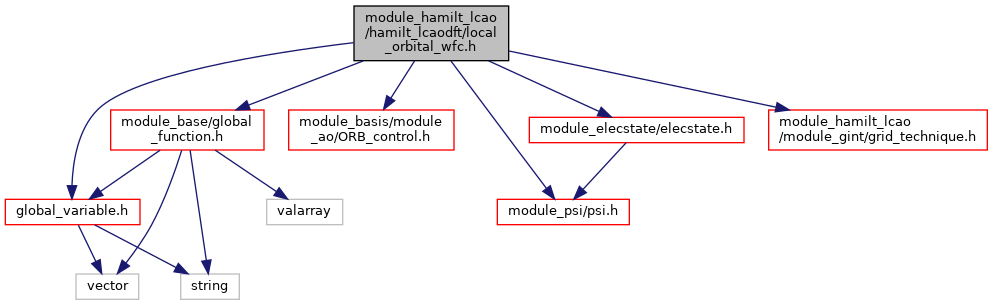 module_hamilt_lcao
/hamilt_lcaodft/local
_orbital_wfc.h
module_base/global
_function.h
module_basis/module
_ao/ORB_control.h
module_elecstate/elecstate.h
module_hamilt_lcao
/module_gint/grid_technique.h
global_variable.h
valarray
module_psi/psi.h
vector
string